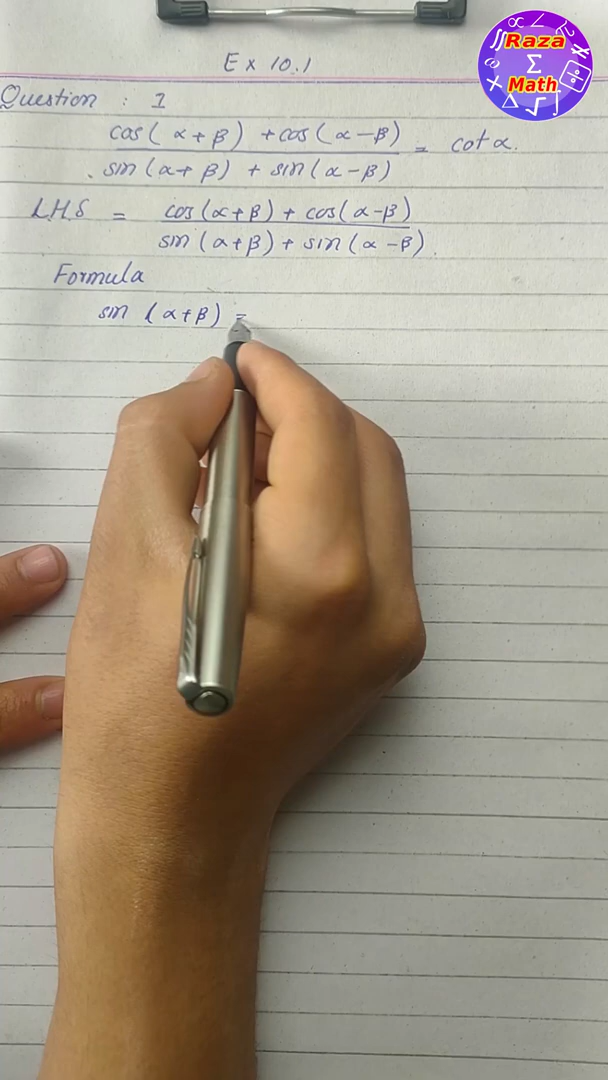 Raza
Σ
Math
Ex 10.1
Question : 1
cos(α+β) + cos(α-β)
= cot α.
sin(α+β) + sin(α-β)
LHS = cos(α+β) + cos(α-β)
sin(α+β) + sin(α-β).
Formula
sin (α+β) =